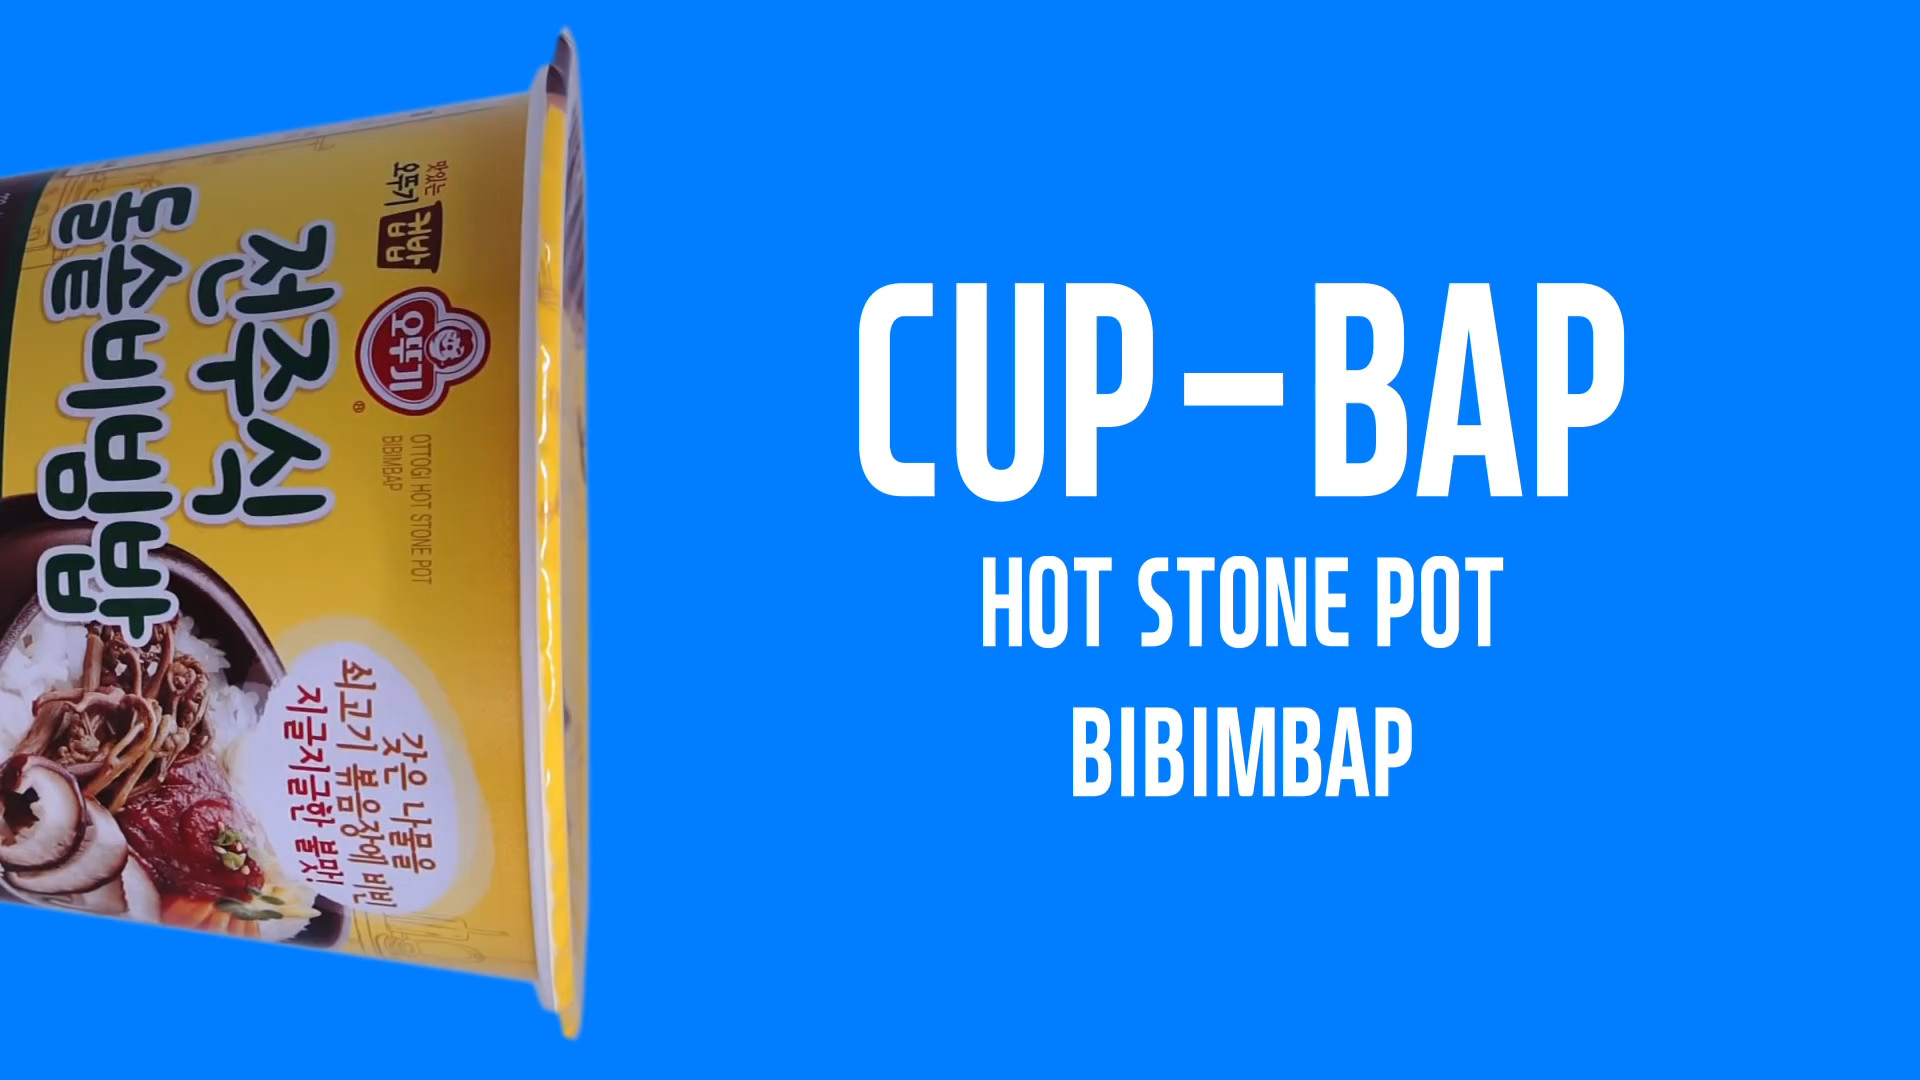 맛있는
오뚜기
컵밥
오뚜기
®
OTTOGI HOT STONE POT
BIBIMBAP
전주식
돌솥비빔밥
갖은 나물을
쇠고기 볶음장에 비빈
지글지글한 불맛!
CUP-BAP
HOT STONE POT
BIBIMBAP